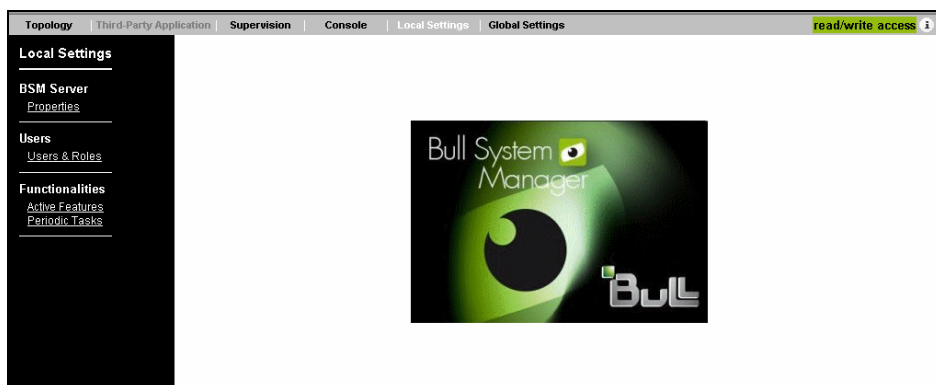 Topology | Third-Party Application | Supervision | Console | Local Settings | Global Settings read/write access i
Local Settings
BSM Server
Properties
Users
Users & Roles
Functionalities
Active Features
Periodic Tasks
Bull System
Manager
Bull